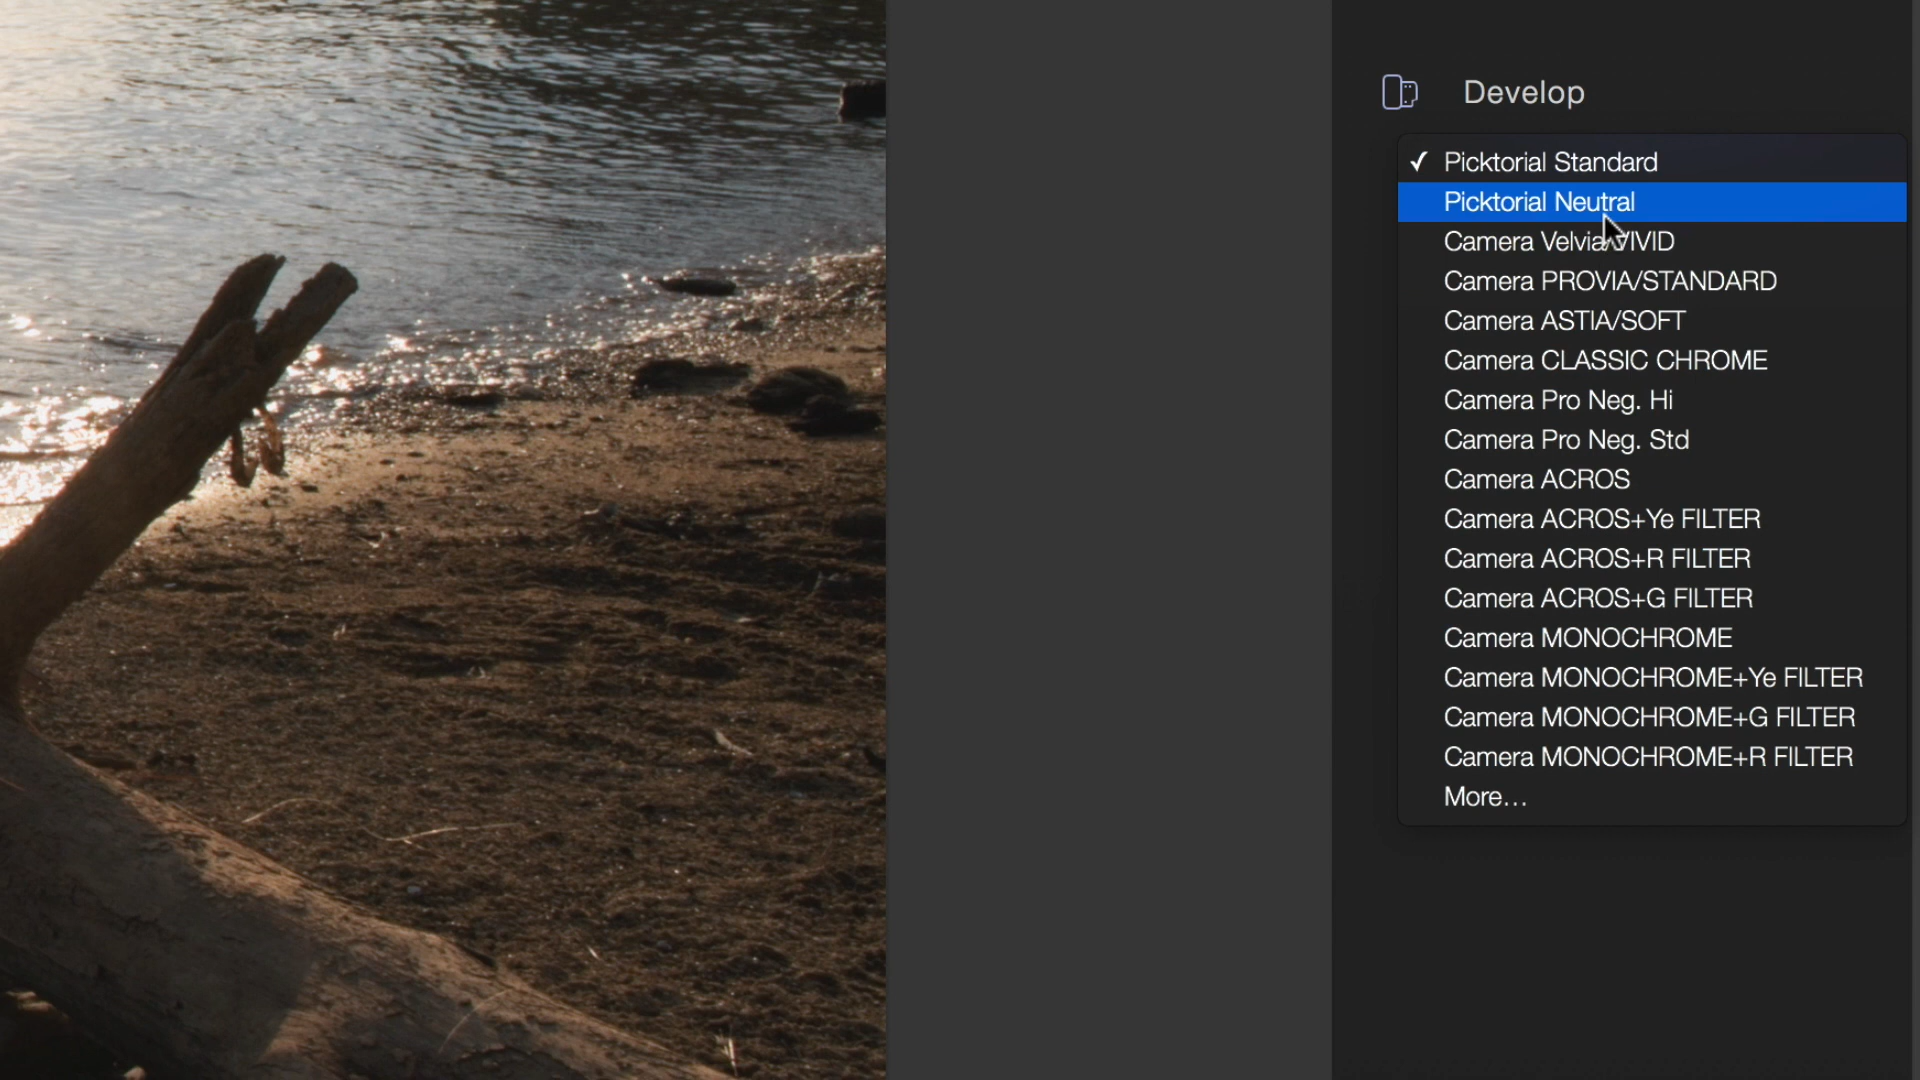 Develop
✓ Picktorial Standard
Picktorial Neutral
Camera Velvia/VIVID
Camera PROVIA/STANDARD
Camera ASTIA/SOFT
Camera CLASSIC CHROME
Camera Pro Neg. Hi
Camera Pro Neg. Std
Camera ACROS
Camera ACROS+Ye FILTER
Camera ACROS+R FILTER
Camera ACROS+G FILTER
Camera MONOCHROME
Camera MONOCHROME+Ye FILTER
Camera MONOCHROME+G FILTER
Camera MONOCHROME+R FILTER
More…